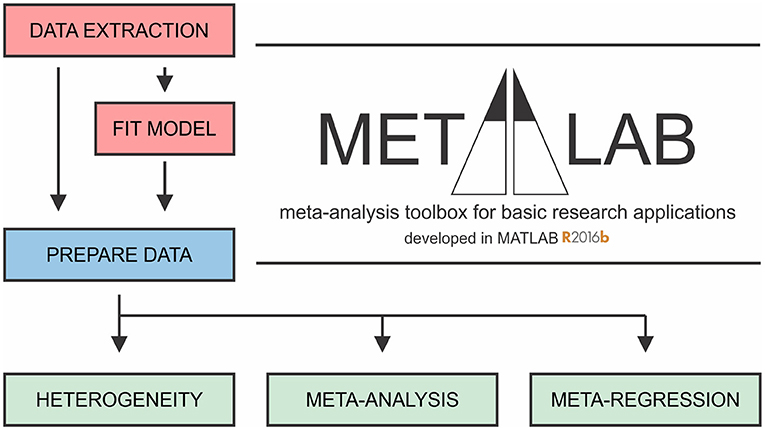 DATA EXTRACTION
FIT MODEL
PREPARE DATA
METALAB
meta-analysis toolbox for basic research applications
developed in MATLAB R2016b
HETEROGENEITY
META-ANALYSIS
META-REGRESSION